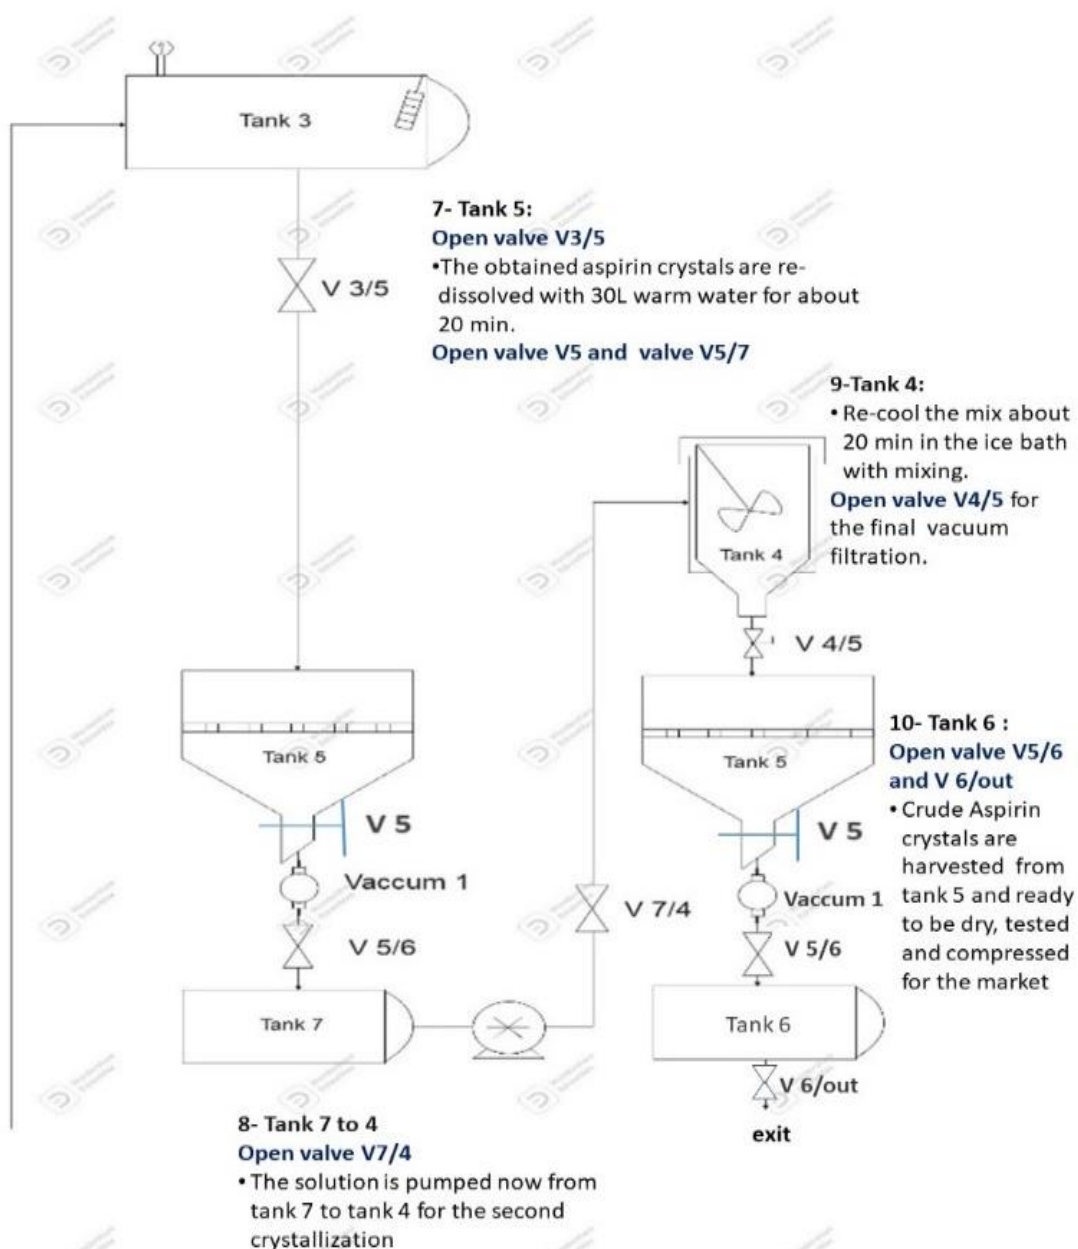 Tank 3
7- Tank 5:
Open valve V3/5
•The obtained aspirin crystals are re-
dissolved with 30L warm water for about
20 min.
Open valve V5 and valve V5/7
V 3/5
9-Tank 4:
• Re-cool the mix about
20 min in the ice bath
with mixing.
Open valve V4/5 for
the final vacuum
filtration.
Tank 4
V 4/5
Tank 5
V 5
Vaccum 1
V 5/6
Tank 7
V 7/4
Tank 5
V 5
Vaccum 1
V 5/6
Tank 6
V 6/out
exit
10- Tank 6 :
Open valve V5/6
and V 6/out
• Crude Aspirin
crystals are
harvested from
tank 5 and ready
to be dry, tested
and compressed
for the market
8- Tank 7 to 4
Open valve V7/4
• The solution is pumped now from
tank 7 to tank 4 for the second
crystallization